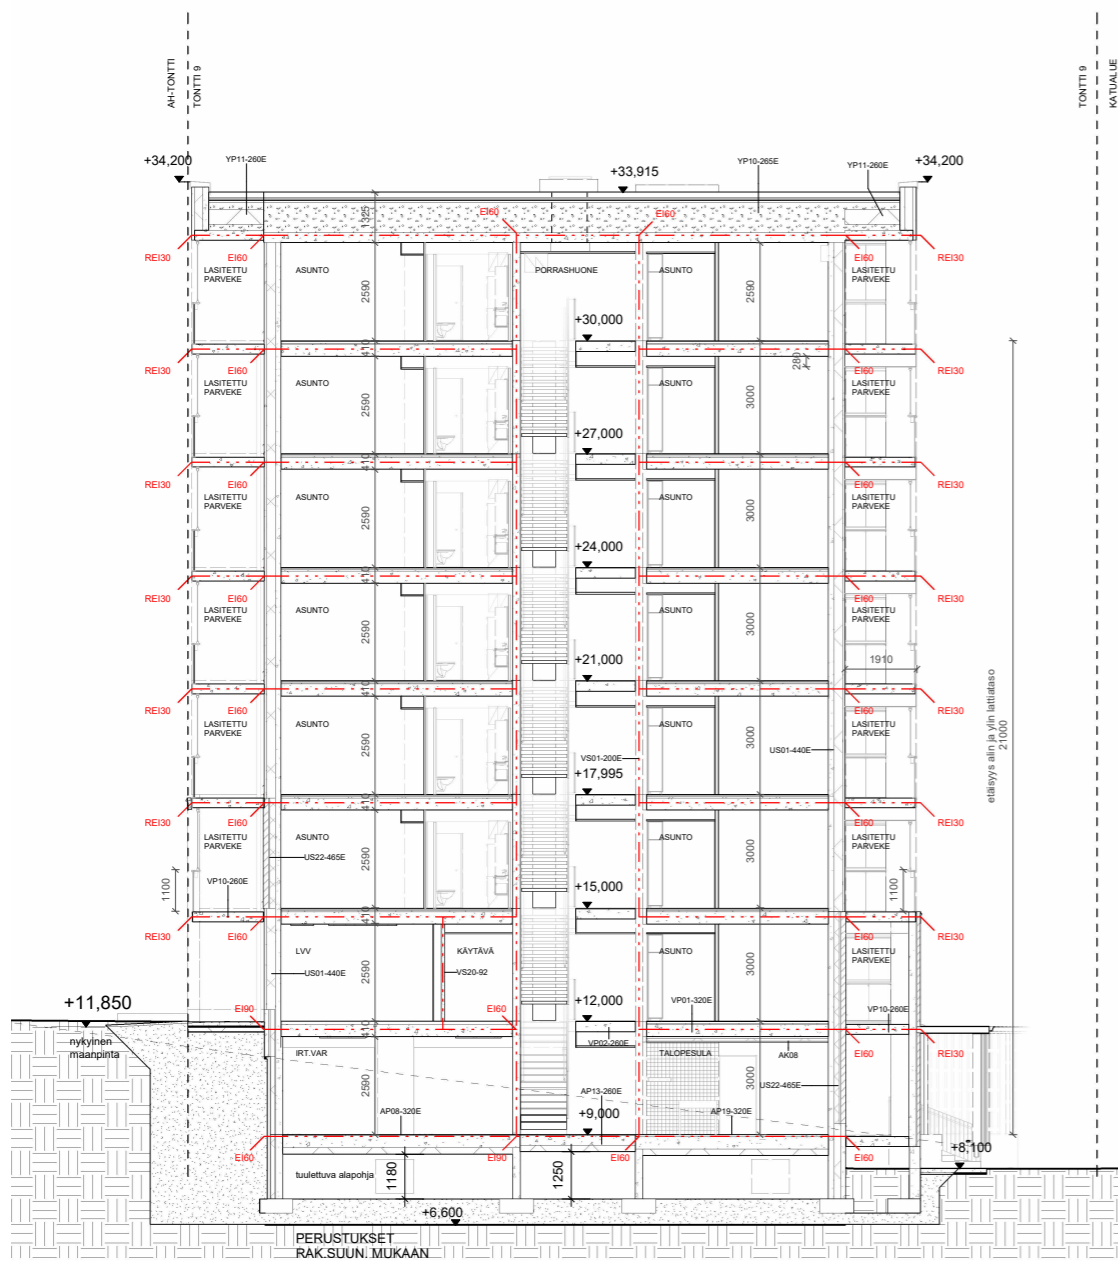 AH-TONTTI
TONTTI 9
TONTTI 9
KATUALUE
+34,200
YP11-260E
+33,915
YP10-265E
YP11-260E
+34,200
1325
EI60
EI60
REI30
EI60
EI60
REI30
LASITETTU
PARVEKE
ASUNTO
2590
PORRASHUONE
ASUNTO
2590
LASITETTU
PARVEKE
+30,000
410
280
REI30
EI60
EI60
REI30
LASITETTU
PARVEKE
ASUNTO
2590
ASUNTO
3000
LASITETTU
PARVEKE
+27,000
410
REI30
EI60
EI60
REI30
LASITETTU
PARVEKE
ASUNTO
2590
ASUNTO
3000
LASITETTU
PARVEKE
+24,000
410
REI30
EI60
EI60
REI30
LASITETTU
PARVEKE
ASUNTO
2590
ASUNTO
3000
LASITETTU
PARVEKE
+21,000
1910
410
REI30
EI60
EI60
REI30
LASITETTU
PARVEKE
ASUNTO
2590
ASUNTO
3000
LASITETTU
PARVEKE
US01-440E
VS01-200E
+17,995
etäisyys alin ja ylin lattiataso
21000
410
REI30
EI60
EI60
REI30
LASITETTU
PARVEKE
ASUNTO
2590
ASUNTO
3000
LASITETTU
PARVEKE
US22-465E
VP10-260E
1100
+15,000
1100
410
REI30
EI60
EI60
REI30
LVV
KÄYTÄVÄ
2590
ASUNTO
3000
LASITETTU
PARVEKE
US01-440E
VS20-92
+11,850
+12,000
VP01-320E
VP10-260E
EI90
EI60
nykyinen
maanpinta
410
VP02-260E
IRT.VAR
2590
TALOPESULA
AK08
3000
EI60
REI30
US22-465E
AP13-260E
AP08-320E
+9,000
AP19-320E
EI60
EI90
EI60
EI60
+8,100
tuulettuva alapohja
1180
1250
+6,600
PERUSTUKSET
RAK.SUUN. MUKAAN